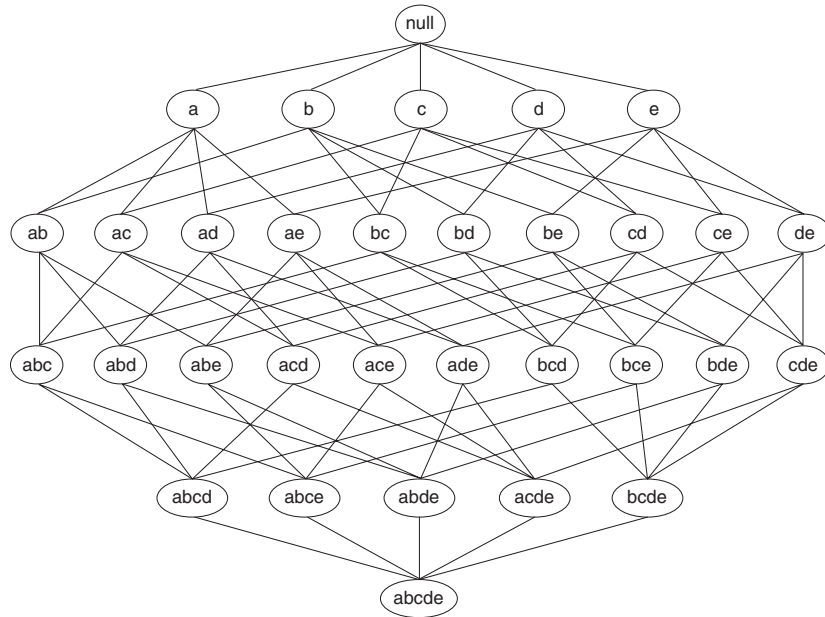 null
a b c d e
ab ac ad ae bc bd be cd ce de
abc abd abe acd ace ade bcd bce bde cde
abcd abce abde acde bcde
abcde